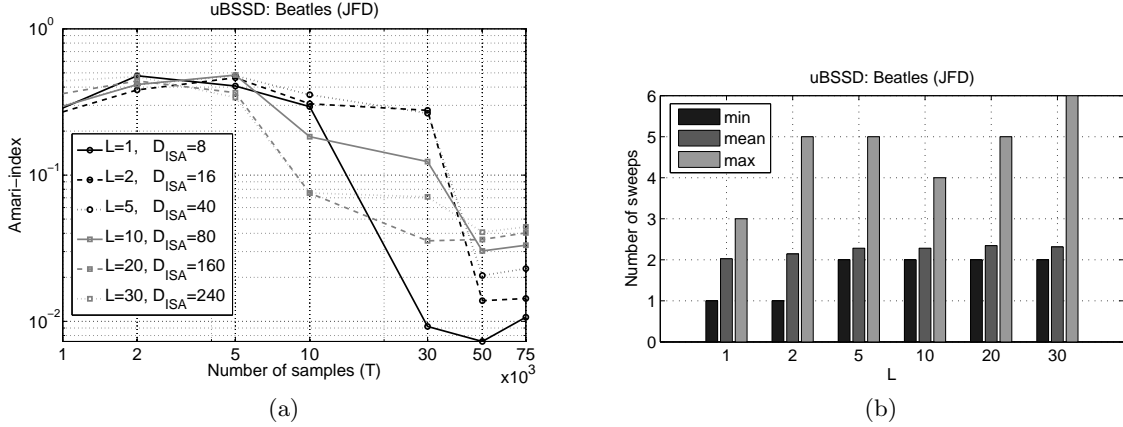 uBSSD: Beatles (JFD)
10^0
10^{-1}
10^{-2}
Amari-index
L=1, D_ISA=8
L=2, D_ISA=16
L=5, D_ISA=40
L=10, D_ISA=80
L=20, D_ISA=160
L=30, D_ISA=240
1 2 5 10 30 50 75
Number of samples (T)
x10^3
(a)
uBSSD: Beatles (JFD)
6
5
4
3
2
1
0
Number of sweeps
min
mean
max
1 2 5 10 20 30
L
(b)